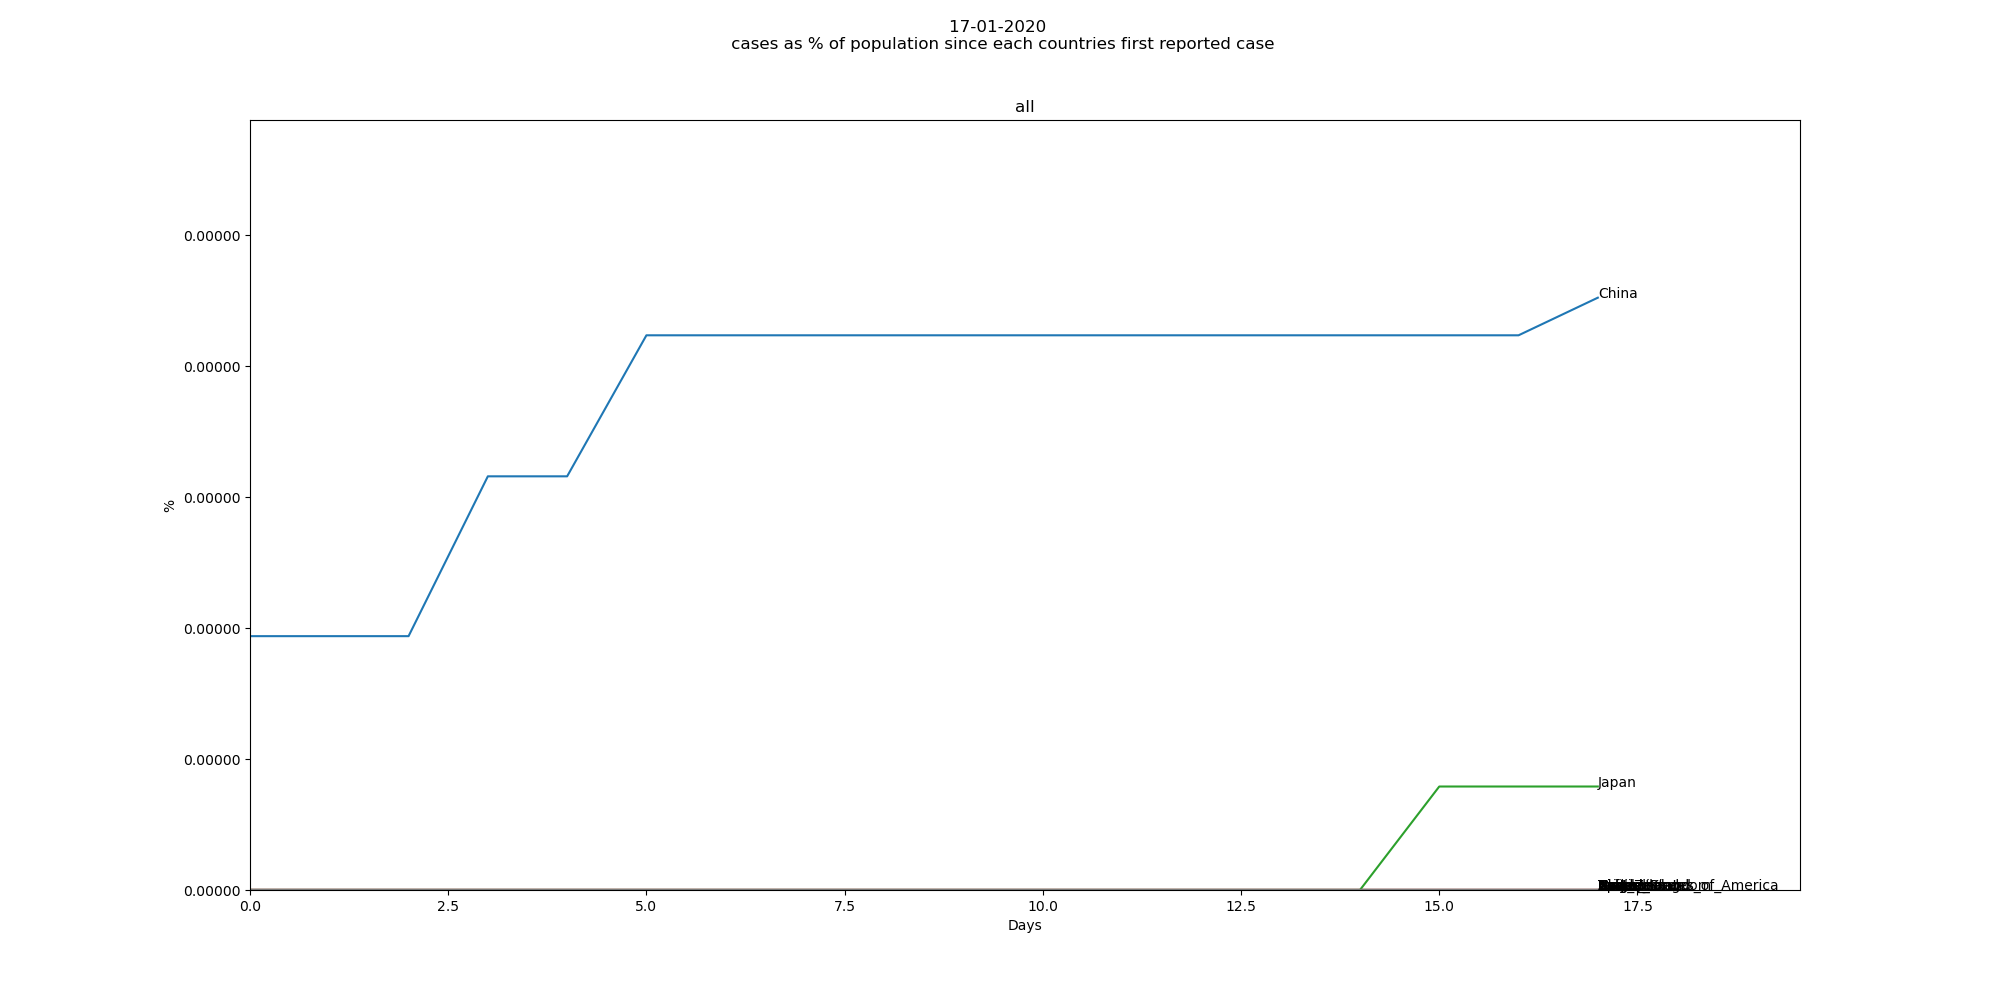 17-01-2020
cases as % of population since each countries first reported case
all
0.00000
China
0.00000
0.00000
%
0.00000
0.00000
Japan
0.00000
of_America
0.0 2.5 5.0 7.5 10.0 12.5 15.0 17.5
Days